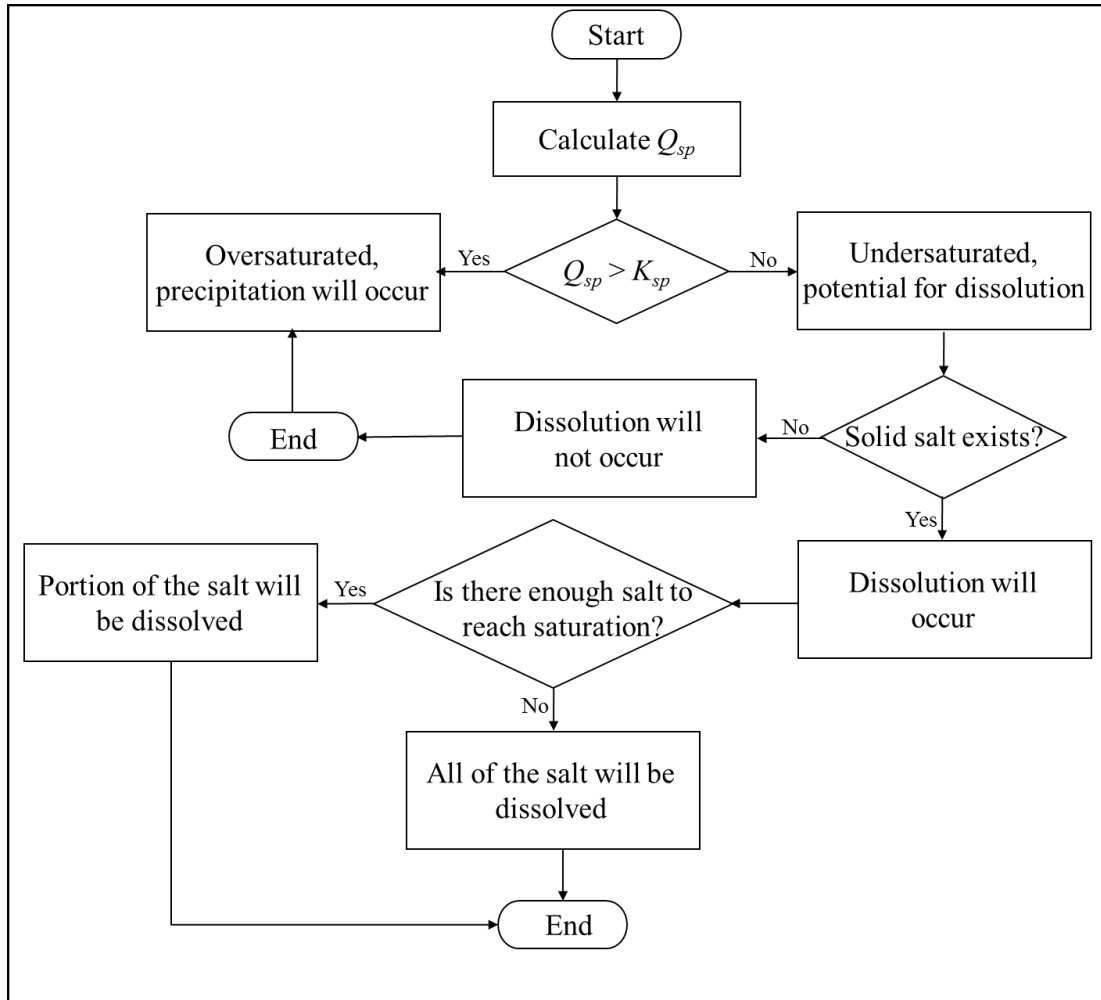 Start
Calculate Qsp
Oversaturated,
precipitation will occur
Yes
Qsp > Ksp
No
Undersaturated,
potential for dissolution
End
Dissolution will
not occur
No
Solid salt exists?
Yes
Portion of the salt will
be dissolved
Yes
Is there enough salt to
reach saturation?
Dissolution will
occur
No
All of the salt will be
dissolved
End